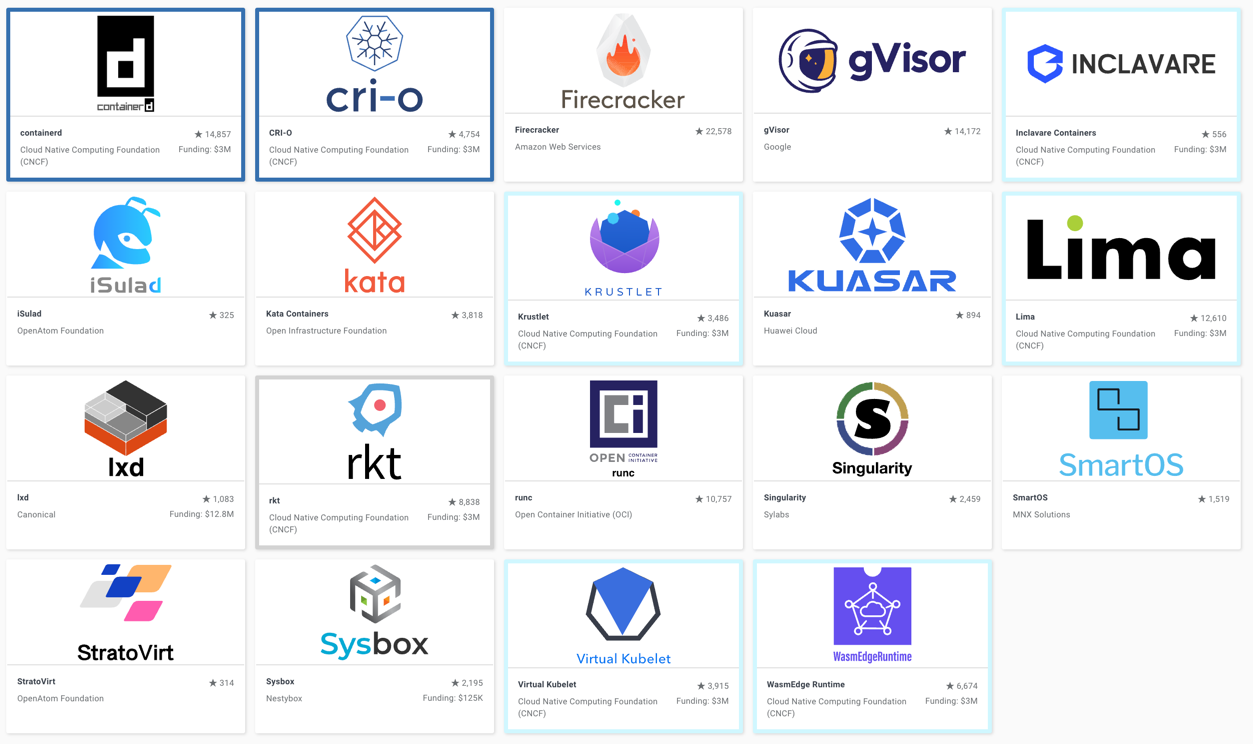 d
containerd
containerd
★ 14,857
Cloud Native Computing Foundation
(CNCF)
Funding: $3M
cri-o
CRI-O
★ 4,754
Cloud Native Computing Foundation
(CNCF)
Funding: $3M
Firecracker
Firecracker
★ 22,578
Amazon Web Services
gVisor
gVisor
★ 14,172
Google
INCLAVARE
Inclavare Containers
★ 556
Cloud Native Computing Foundation
(CNCF)
Funding: $3M
iSulad
iSulad
★ 325
OpenAtom Foundation
kata
Kata Containers
★ 3,818
Open Infrastructure Foundation
KRUSTLET
Krustlet
★ 3,486
Cloud Native Computing Foundation
(CNCF)
Funding: $3M
KUASAR
Kuasar
★ 894
Huawei Cloud
Lima
Lima
★ 12,610
Cloud Native Computing Foundation
(CNCF)
Funding: $3M
lxd
lxd
★ 1,083
Canonical
Funding: $12.8M
rkt
rkt
★ 8,838
Cloud Native Computing Foundation
(CNCF)
Funding: $3M
Ci
OPEN CONTAINER
INITIATIVE
runc
runc
★ 10,757
Open Container Initiative (OCI)
S
Singularity
Singularity
★ 2,459
Sylabs
SmartOS
SmartOS
★ 1,519
MNX Solutions
StratoVirt
StratoVirt
★ 314
OpenAtom Foundation
Sysbox
Sysbox
★ 2,195
Nestybox
Funding: $125K
Virtual Kubelet
Virtual Kubelet
★ 3,915
Cloud Native Computing Foundation
(CNCF)
Funding: $3M
WasmEdgeRuntime
WasmEdge Runtime
★ 6,674
Cloud Native Computing Foundation
(CNCF)
Funding: $3M